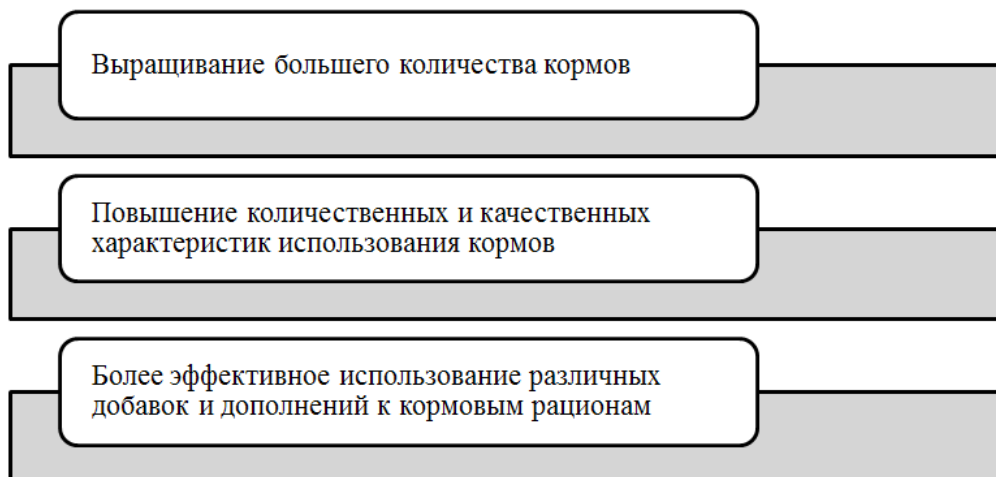 Выращивание большего количества кормов
Повышение количественных и качественных
характеристик использования кормов
Более эффективное использование различных
добавок и дополнений к кормовым рационам